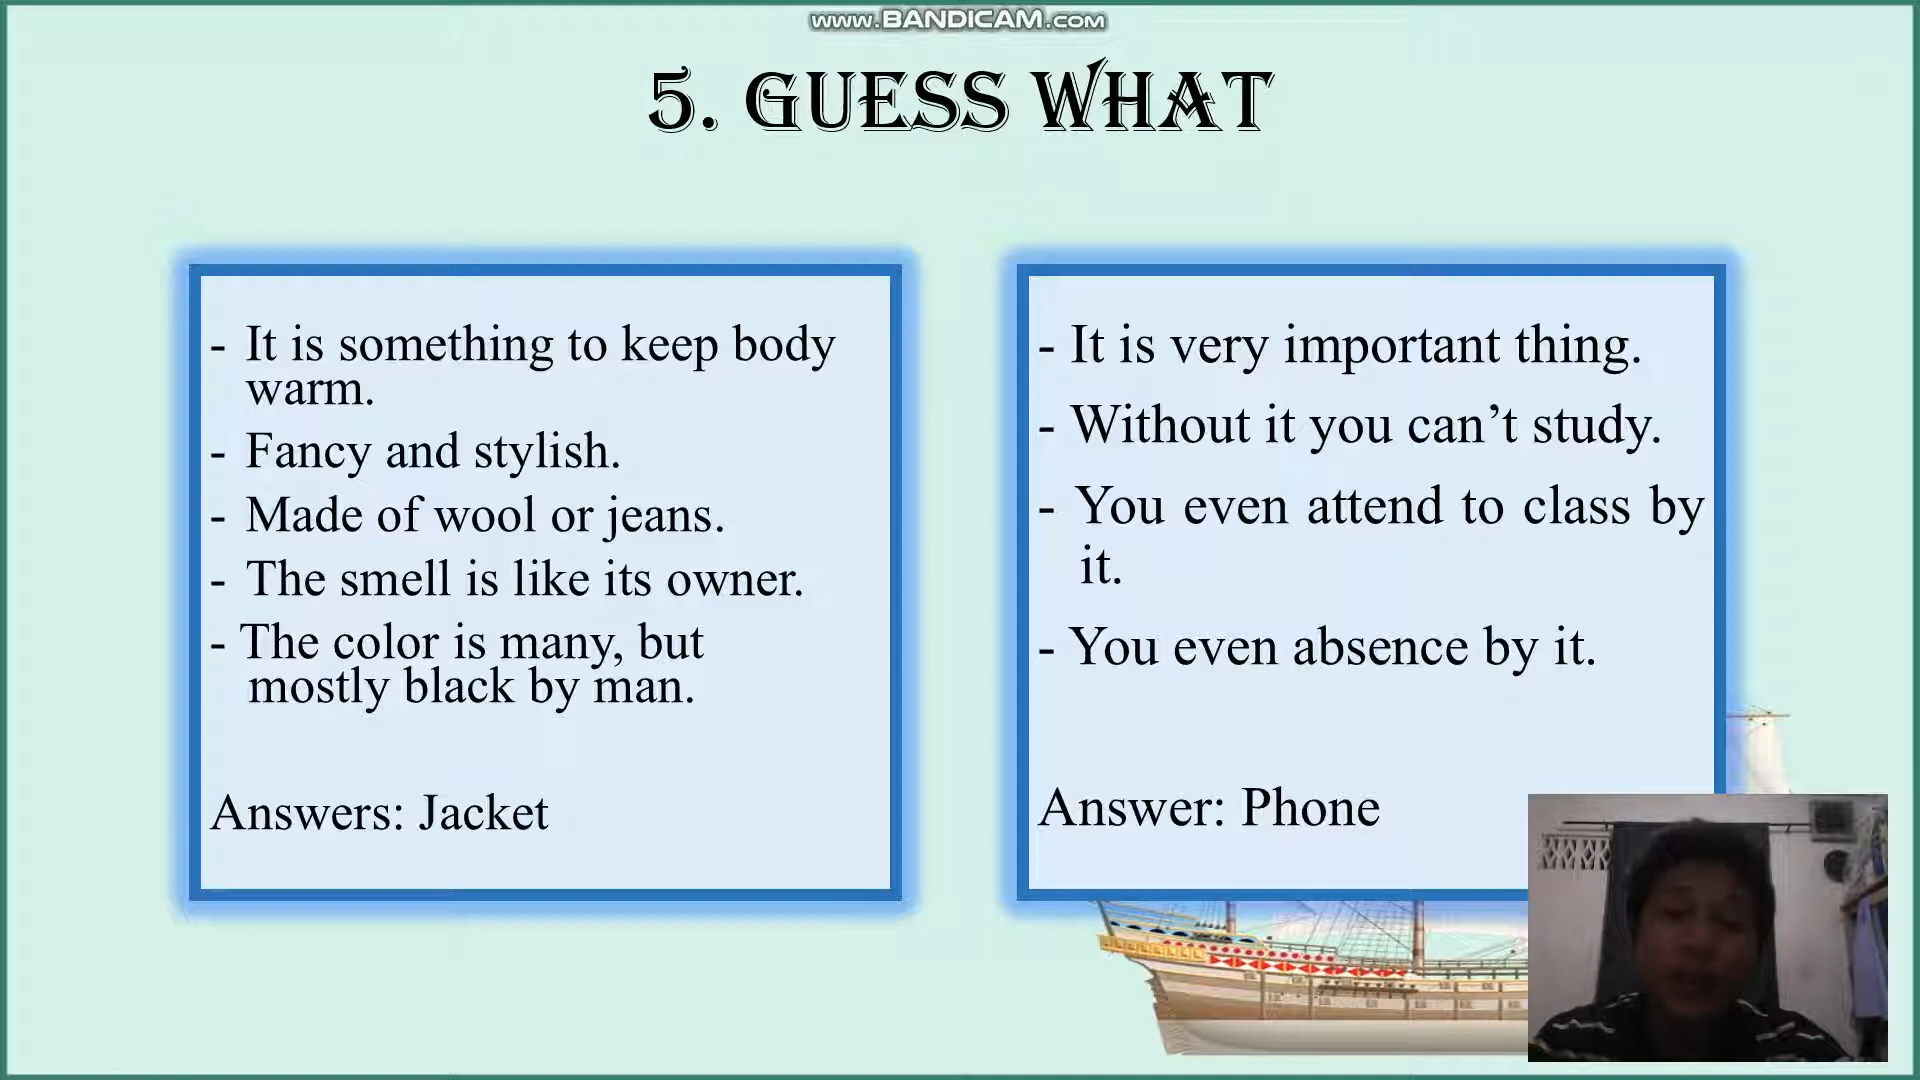 www.BANDICAM.com
5. GUESS WHAT
- It is something to keep body
warm.
- Fancy and stylish.
- Made of wool or jeans.
- The smell is like its owner.
- The color is many, but
mostly black by man.
Answers: Jacket
- It is very important thing.
- Without it you can’t study.
- You even attend to class by
it.
- You even absence by it.
Answer: Phone